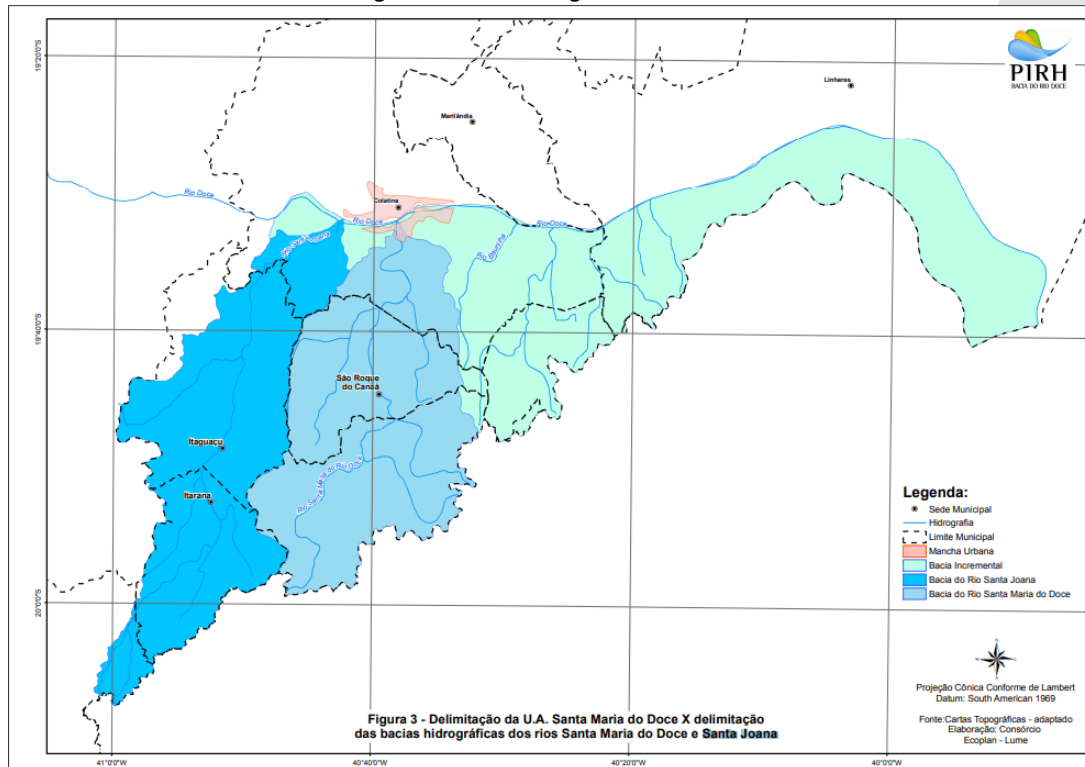 PIRH
BACIA DO RIO DOCE
19°20'0"S
Linhares
Marilândia
Rio Doce
Colatina
Rio Doce
Rio Doce
19°40'0"S
São Roque
do Canaã
Itaguaçu
Rio Santa Maria do Rio Doce
Itarana
Legenda:
Sede Municipal
Hidrografia
Limite Municipal
Mancha Urbana
Bacia Incremental
Bacia do Rio Santa Joana
Bacia do Rio Santa Maria do Doce
20°0'0"S
Projeção Cônica Conforme de Lambert
Datum: South American 1969
Fonte:Cartas Topográficas - adaptado
Elaboração: Consórcio
Ecoplan - Lume
Figura 3 - Delimitação da U.A. Santa Maria do Doce X delimitação
das bacias hidrográficas dos rios Santa Maria do Doce e Santa Joana
41°0'0"W
40°40'0"W
40°20'0"W
40°0'0"W